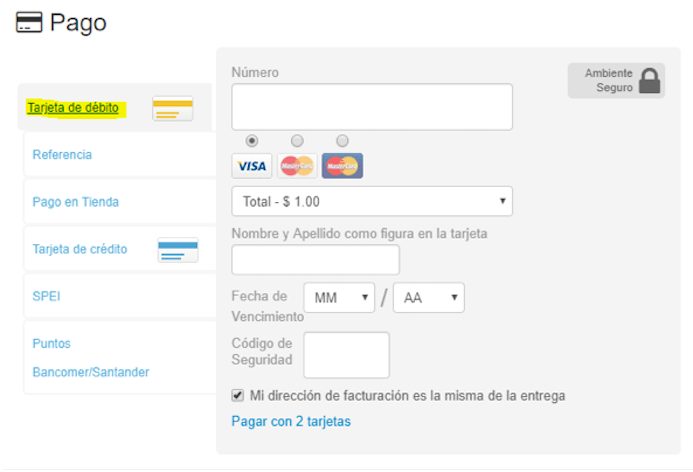 Pago
Tarjeta de débito
Referencia
Pago en Tienda
Tarjeta de crédito
SPEI
Puntos
Bancomer/Santander
Número
Ambiente
Seguro
VISA
MasterCard
MasterCard
Total - $ 1.00
Nombre y Apellido como figura en la tarjeta
Fecha de
Vencimiento
MM / AA
Código de
Seguridad
Mi dirección de facturación es la misma de la entrega
Pagar con 2 tarjetas